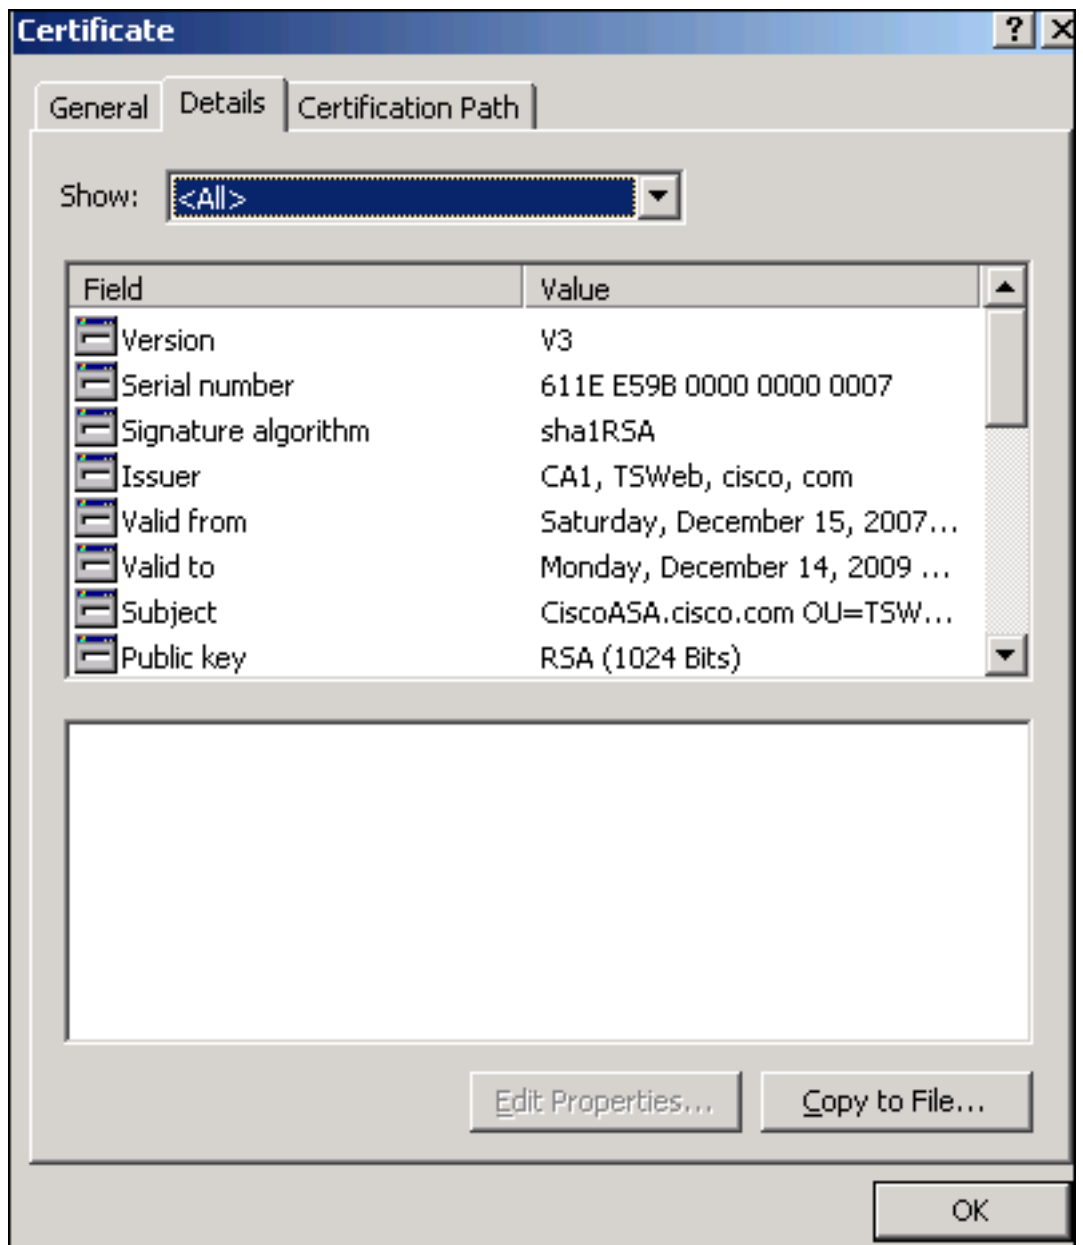 Certificate
General Details Certification Path
Show: <All>
Field Value
Version V3
Serial number 611E E59B 0000 0000 0007
Signature algorithm sha1RSA
Issuer CA1, TSWeb, cisco, com
Valid from Saturday, December 15, 2007...
Valid to Monday, December 14, 2009 ...
Subject CiscoASA.cisco.com OU=TSW...
Public key RSA (1024 Bits)
Edit Properties... Copy to File...
OK